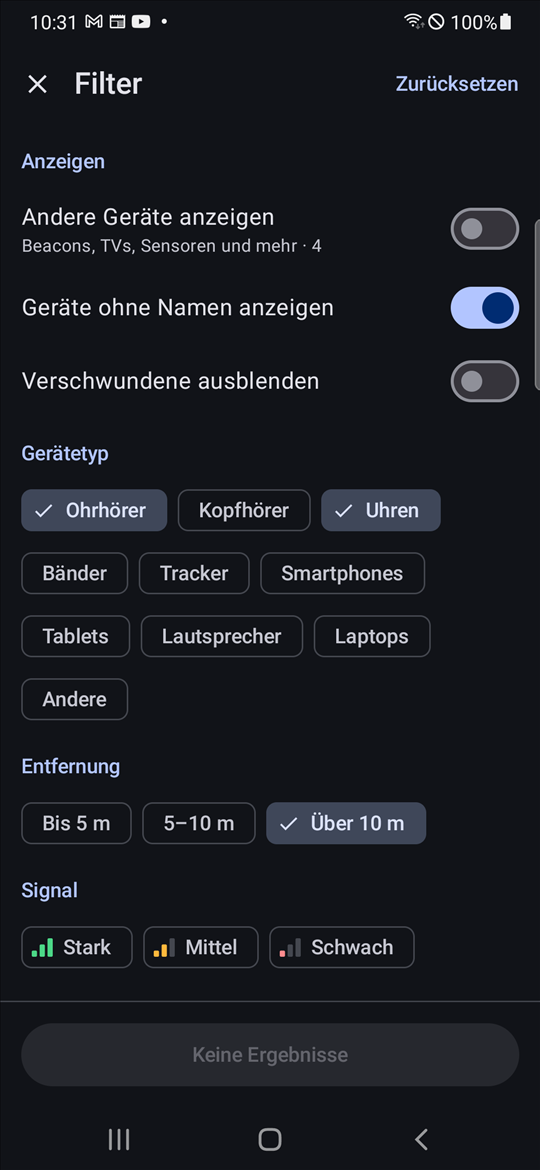 10:31 100%
Filter Zurücksetzen
Anzeigen
Andere Geräte anzeigen
Beacons, TVs, Sensoren und mehr · 4
Geräte ohne Namen anzeigen
Verschwundene ausblenden
Gerätetyp
Ohrhörer Kopfhörer Uhren
Bänder Tracker Smartphones
Tablets Lautsprecher Laptops
Andere
Entfernung
Bis 5 m 5–10 m Über 10 m
Signal
Stark Mittel Schwach
Keine Ergebnisse